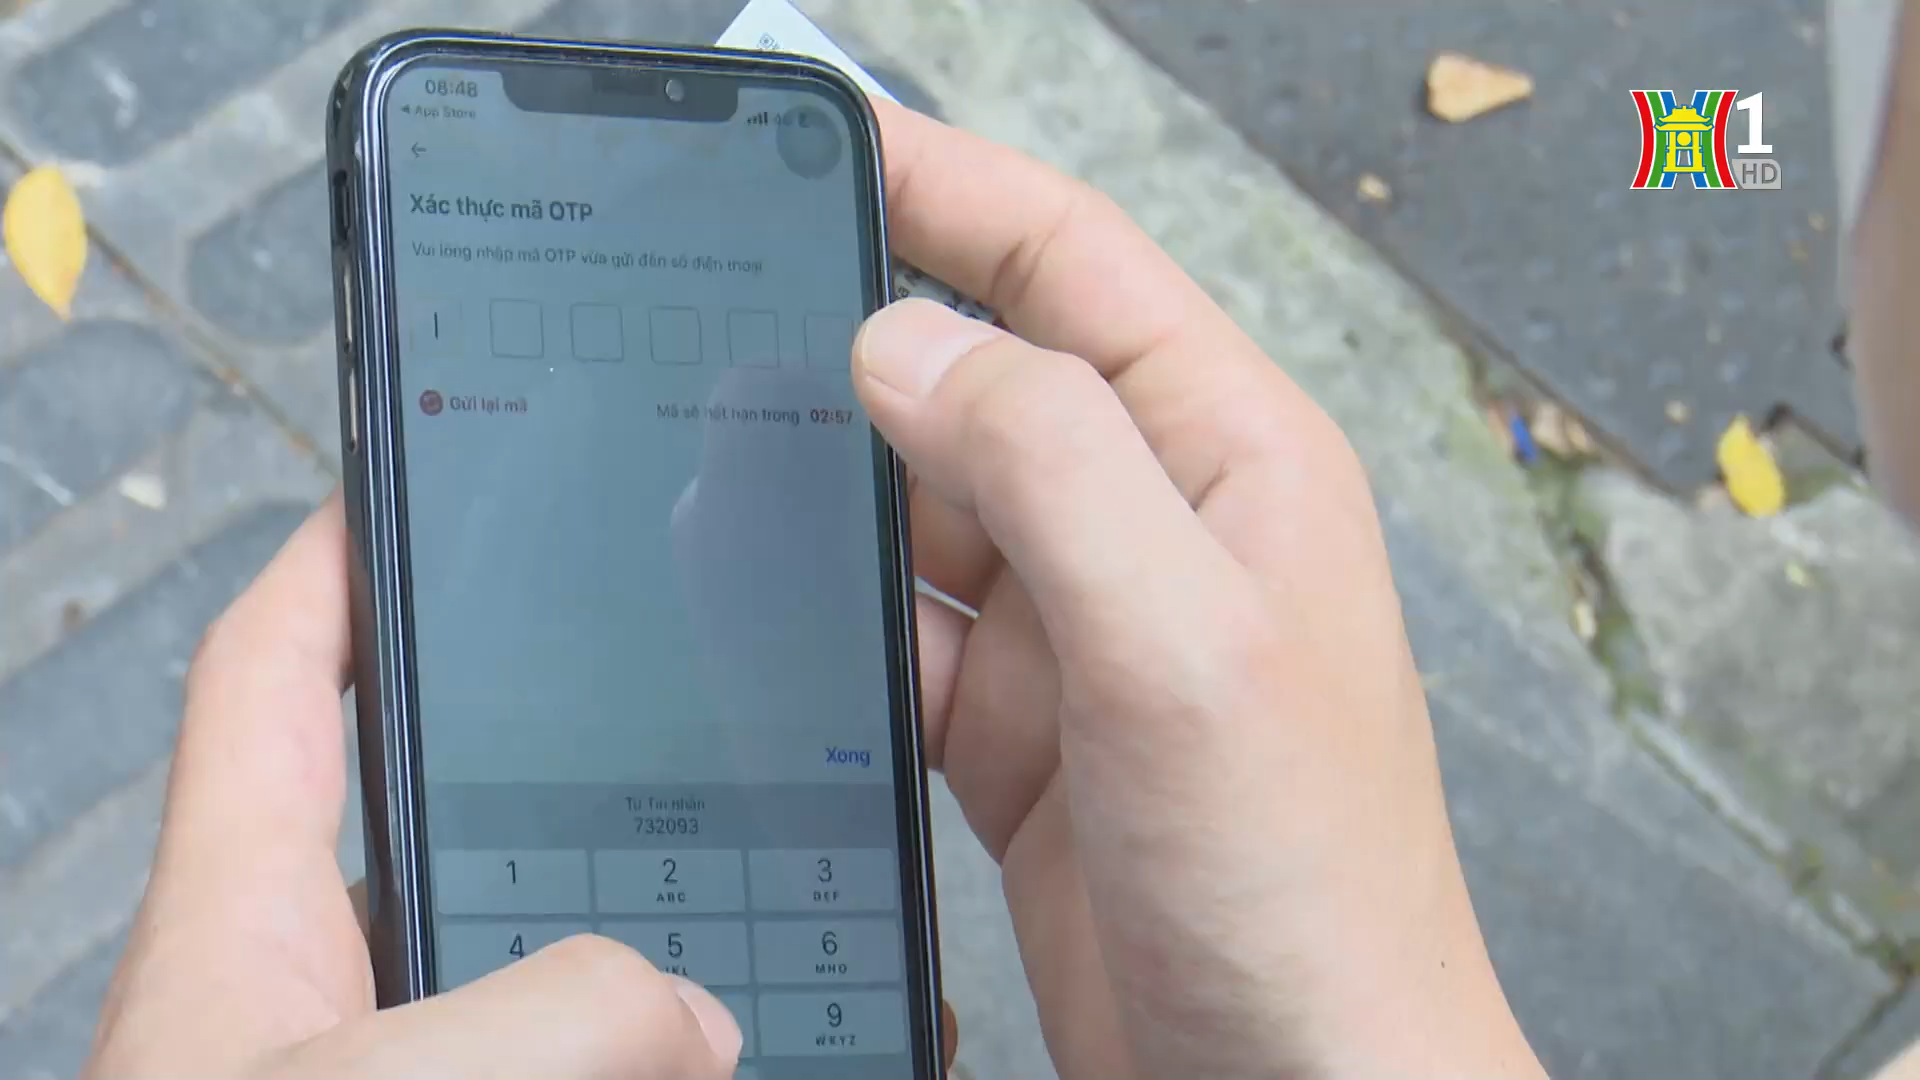 08:48
App Store
Xác thực mã OTP
Vui lòng nhập mã OTP vừa gửi đến số điện thoại
Gửi lại mã
Mã sẽ hết hạn trong 02:57
Xong
Từ Tin nhắn
732093
1
2
ABC
3
DEF
4
5
JKL
6
MNO
9
WXYZ
1
HD